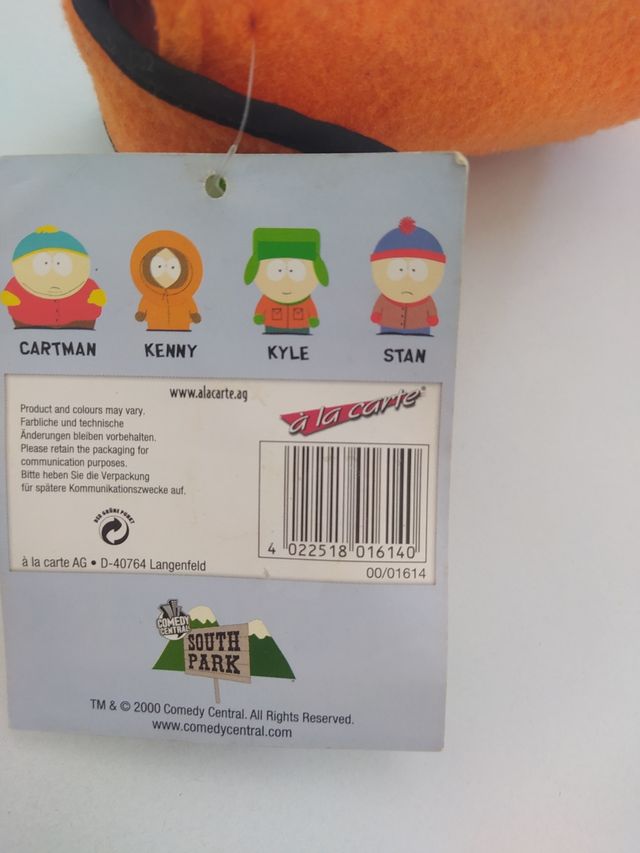 CARTMAN KENNY KYLE STAN
www.alacarte.ag
à la carte®
Product and colours may vary.
Farbliche und technische
Änderungen bleiben vorbehalten.
Please retain the packaging for
communication purposes.
Bitte heben Sie die Verpackung
für spätere Kommunikationszwecke auf.
DER GRÜNE PUNKT
à la carte AG • D-40764 Langenfeld
4 022518 016140
00/01614
COMEDY
CENTRAL
SOUTH
PARK
TM & © 2000 Comedy Central. All Rights Reserved.
www.comedycentral.com